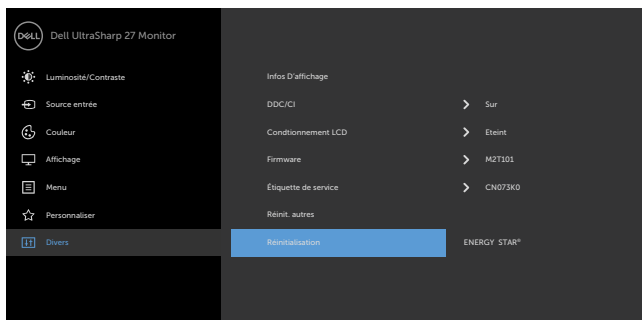 DELL Dell UltraSharp 27 Monitor
Luminosité/Contraste
Source entrée
Couleur
Affichage
Menu
Personnaliser
Divers
Infos D'affichage
DDC/CI Sur
Condtionnement LCD Eteint
Firmware M2T101
Étiquette de service CN073K0
Réinit. autres
Réinitialisation ENERGY STAR®